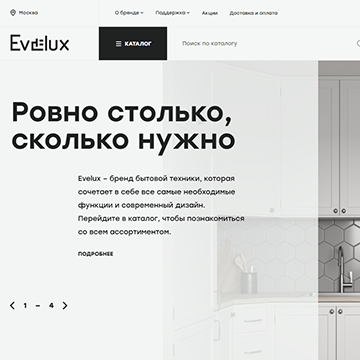 Москва О бренде Поддержка Акции Доставка и оплата
Evelux КАТАЛОГ Поиск по каталогу
Ровно столько,
сколько нужно
Evelux – бренд бытовой техники, которая
сочетает в себе все самые необходимые
функции и современный дизайн.
Перейдите в каталог, чтобы познакомиться
со всем ассортиментом.
ПОДРОБНЕЕ
1 – 4